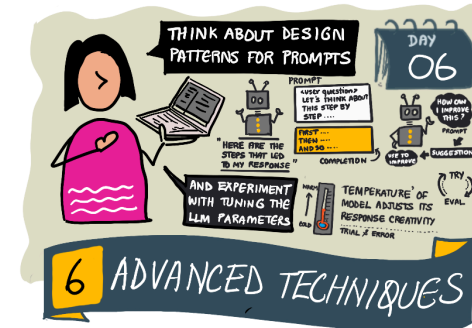 THINK ABOUT DESIGN
PATTERNS FOR PROMPTS
DAY
06
PROMPT
<USER QUESTION>
LET'S THINK ABOUT
THIS STEP BY
STEP ....
FIRST ....
THEN ....
AND SO ....
COMPLETION
"HERE ARE THE
STEPS THAT LED
TO MY RESPONSE"
HOW CAN
I IMPROVE
THIS?
PROMPT
SUGGESTION
USE TO
IMPROVE
TRY
EVAL
AND EXPERIMENT
WITH TUNING THE
LLM PARAMETERS
WARM
COLD
'TEMPERATURE' OF
MODEL ADJUSTS ITS
RESPONSE CREATIVITY
TRIAL & ERROR
6 ADVANCED TECHNIQUES